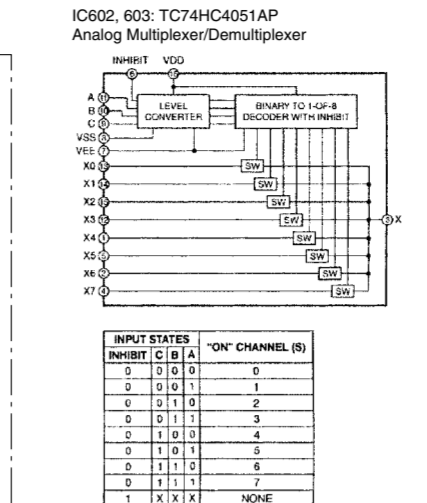 IC602, 603: TC74HC4051AP
Analog Multiplexer/Demultiplexer
INHIBIT VDD
6 16
A 11
B 10
C 9
VSS 8
VEE 7
LEVEL
CONVERTER
BINARY TO 1-OF-8
DECODER WITH INHIBIT
X0 13 SW
X1 14 SW
X2 15 SW
X3 12 SW
3 X
X4 1 SW
X5 5 SW
X6 2 SW
X7 4 SW
INPUT STATES "ON" CHANNEL (S)
INHIBIT C B A
0 0 0 0 0
0 0 0 1 1
0 0 1 0 2
0 0 1 1 3
0 1 0 0 4
0 1 0 1 5
0 1 1 0 6
0 1 1 1 7
1 X X X NONE